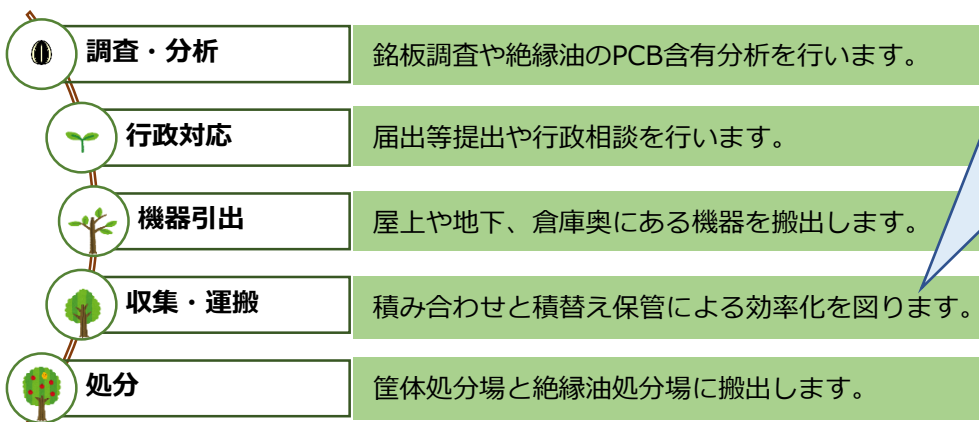 調査・分析
銘板調査や絶縁油のPCB含有分析を行います。
行政対応
届出等提出や行政相談を行います。
機器引出
屋上や地下、倉庫奥にある機器を搬出します。
収集・運搬
積み合わせと積替え保管による効率化を図ります。
処分
筐体処分場と絶縁油処分場に搬出します。